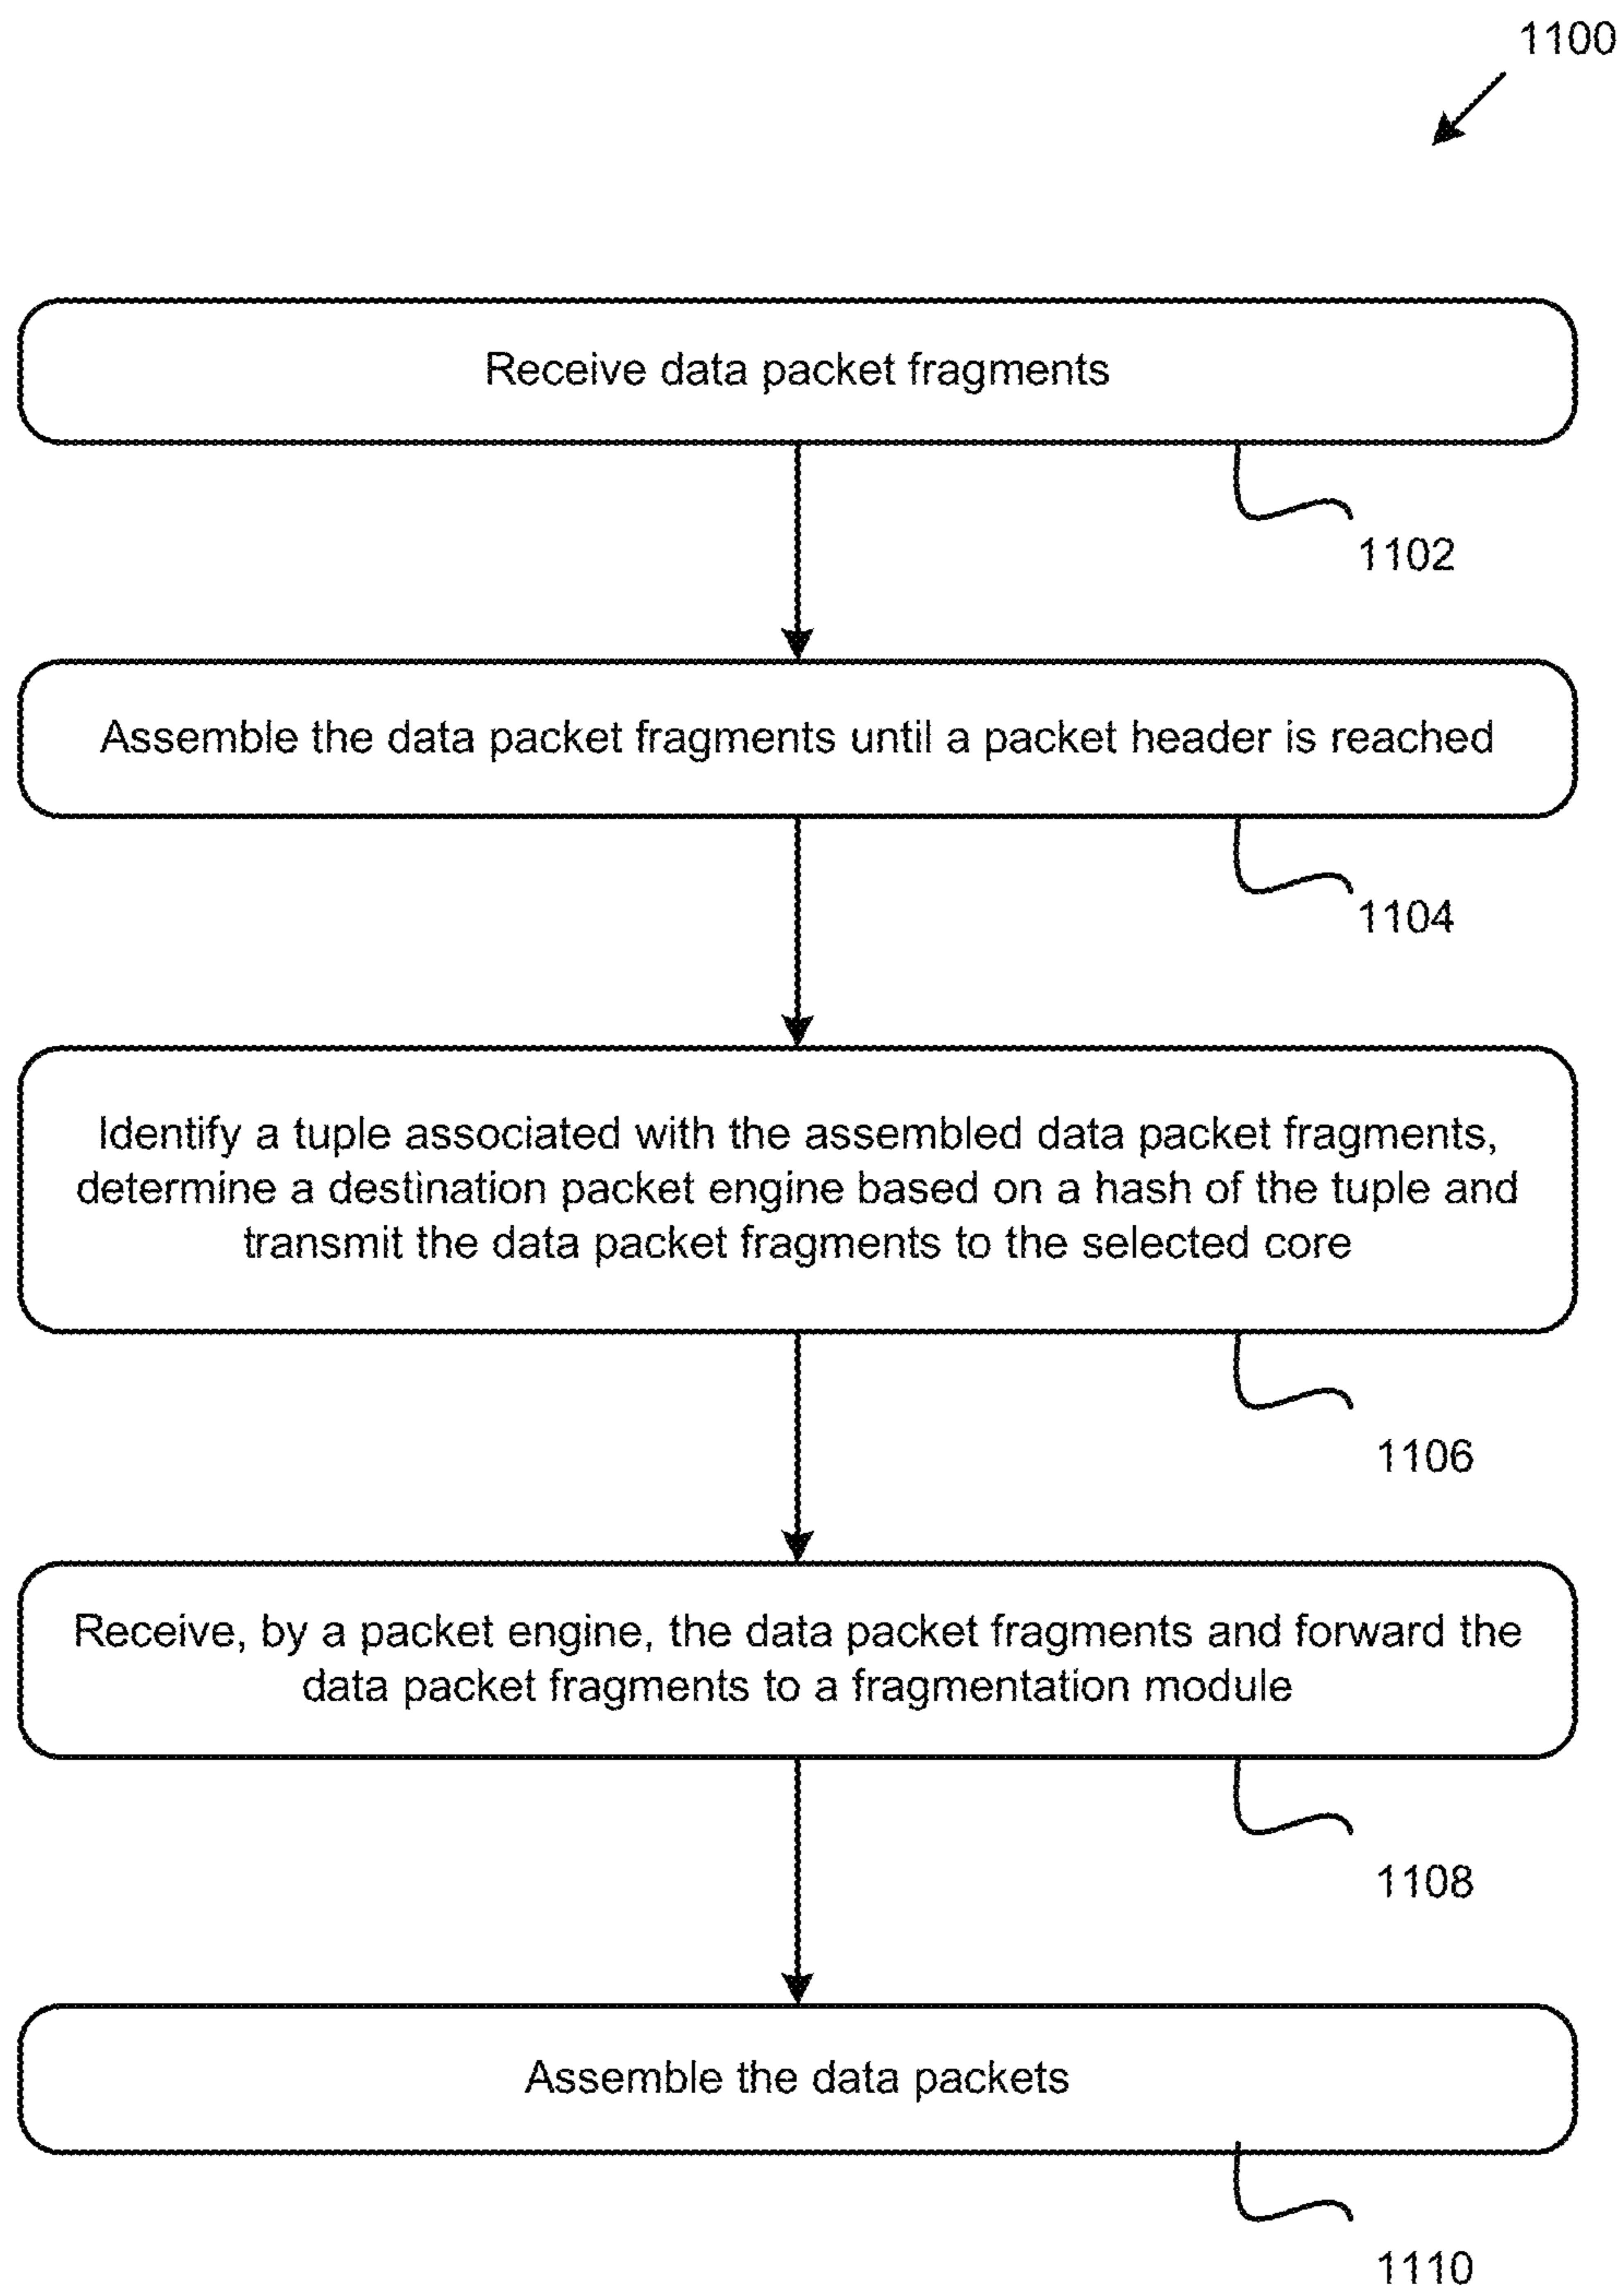 1100
Receive data packet fragments
1102
Assemble the data packet fragments until a packet header is reached
1104
Identify a tuple associated with the assembled data packet fragments,
determine a destination packet engine based on a hash of the tuple and
transmit the data packet fragments to the selected core
1106
Receive, by a packet engine, the data packet fragments and forward the
data packet fragments to a fragmentation module
1108
Assemble the data packets
1110